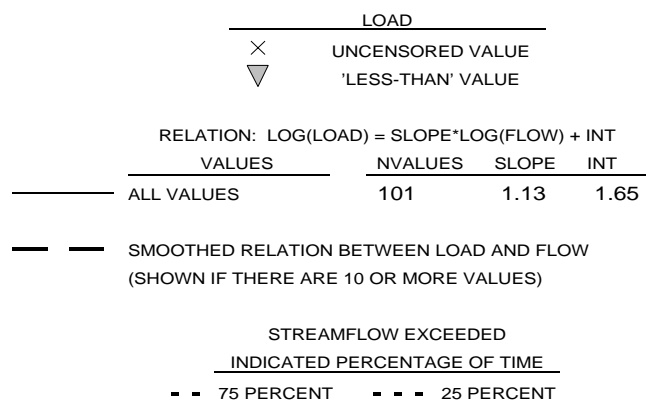 LOAD
UNCENSORED VALUE
'LESS-THAN' VALUE
RELATION: LOG(LOAD) = SLOPE*LOG(FLOW) + INT
VALUES NVALUES SLOPE INT
ALL VALUES 101 1.13 1.65
SMOOTHED RELATION BETWEEN LOAD AND FLOW
(SHOWN IF THERE ARE 10 OR MORE VALUES)
STREAMFLOW EXCEEDED
INDICATED PERCENTAGE OF TIME
75 PERCENT 25 PERCENT